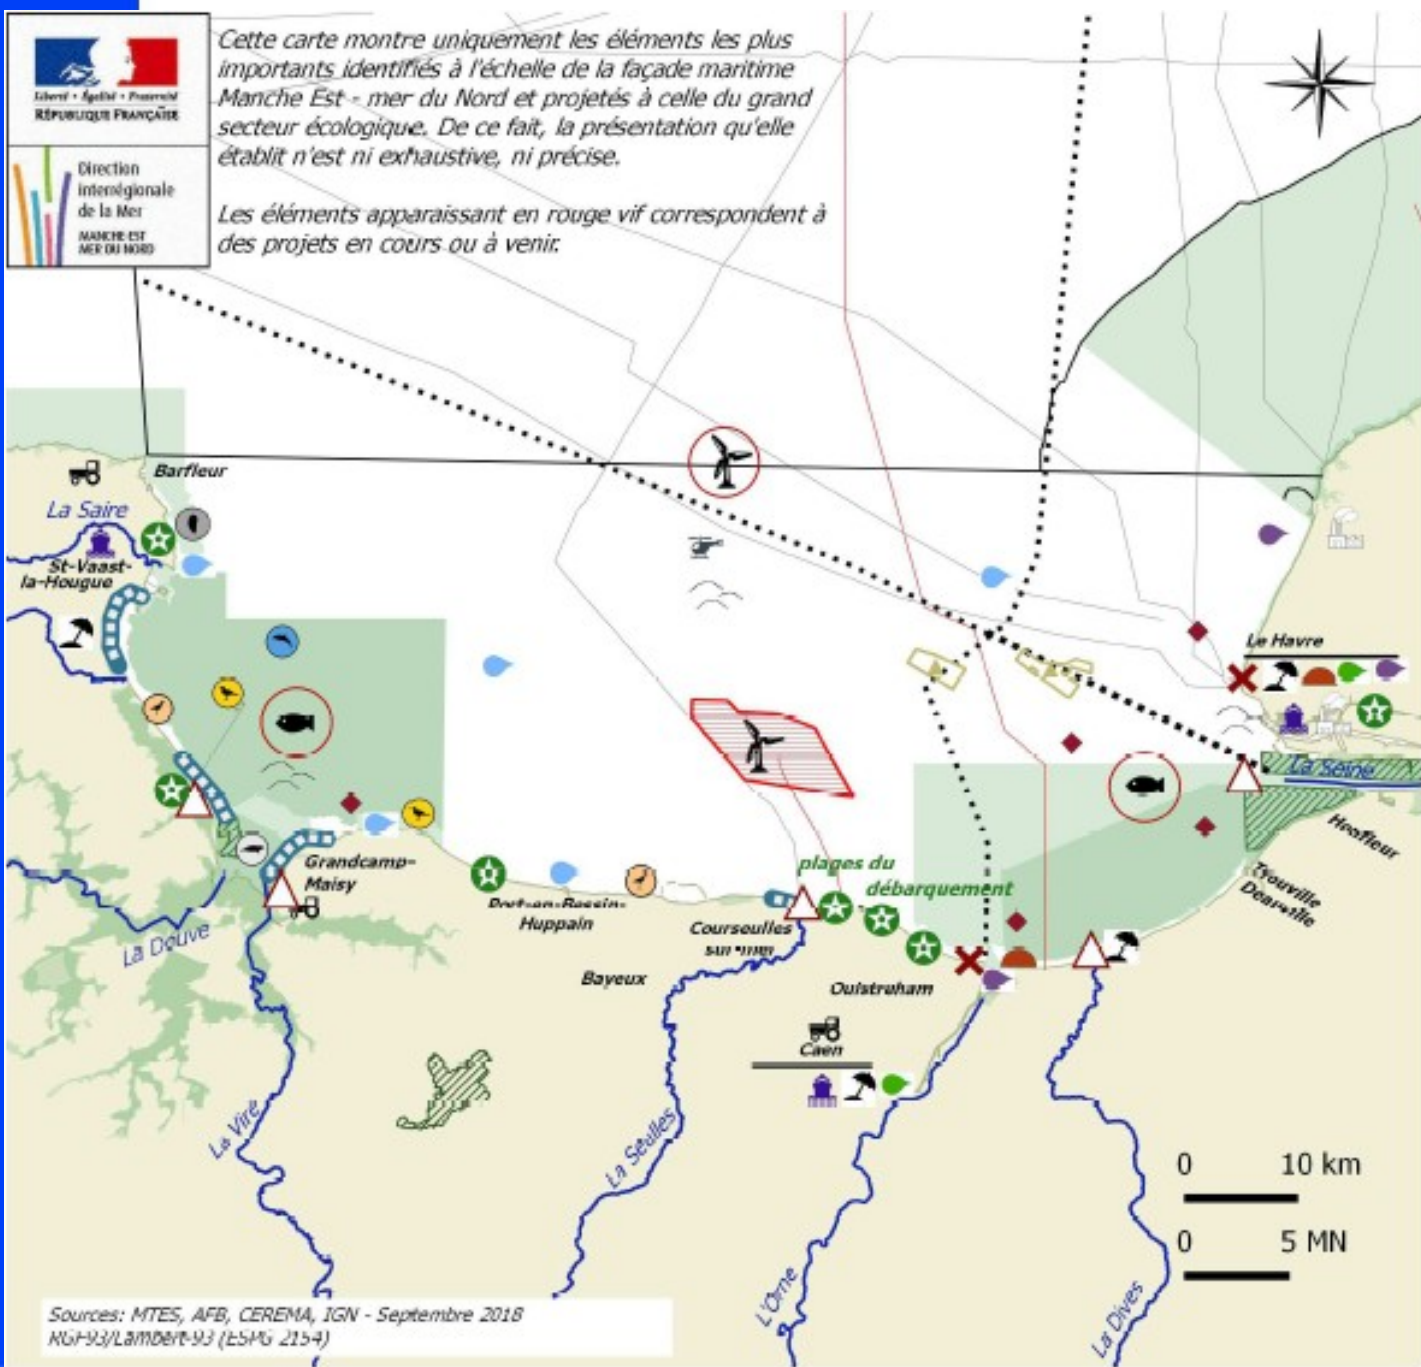 Cette carte montre uniquement les éléments les plus
importants identifiés à l'échelle de la façade maritime
Manche Est - mer du Nord et projetés à celle du grand
secteur écologique. De ce fait, la présentation qu'elle
établit n'est ni exhaustive, ni précise.
Les éléments apparaissant en rouge vif correspondent à
des projets en cours ou à venir.
Liberté • Égalité • Fraternité
RÉPUBLIQUE FRANÇAISE
Direction
interrégionale
de la Mer
MANCHE EST
MER DU NORD
Barfleur
La Saire
St-Vaast-
la-Hougue
Le Havre
La Seine
Honfleur
Trouville
Deauville
Grandcamp-
Maisy
plages du
débarquement
Port-en-Bessin-
Huppain
Courseulles
sur-mer
La Douve
Bayeux
Ouistreham
Caen
La Vire
La Seulles
L'Orne
La Dives
0 10 km
0 5 MN
Sources: MTES, AFB, CEREMA, IGN - Septembre 2018
RGF93/Lambert-93 (ESPG 2154)